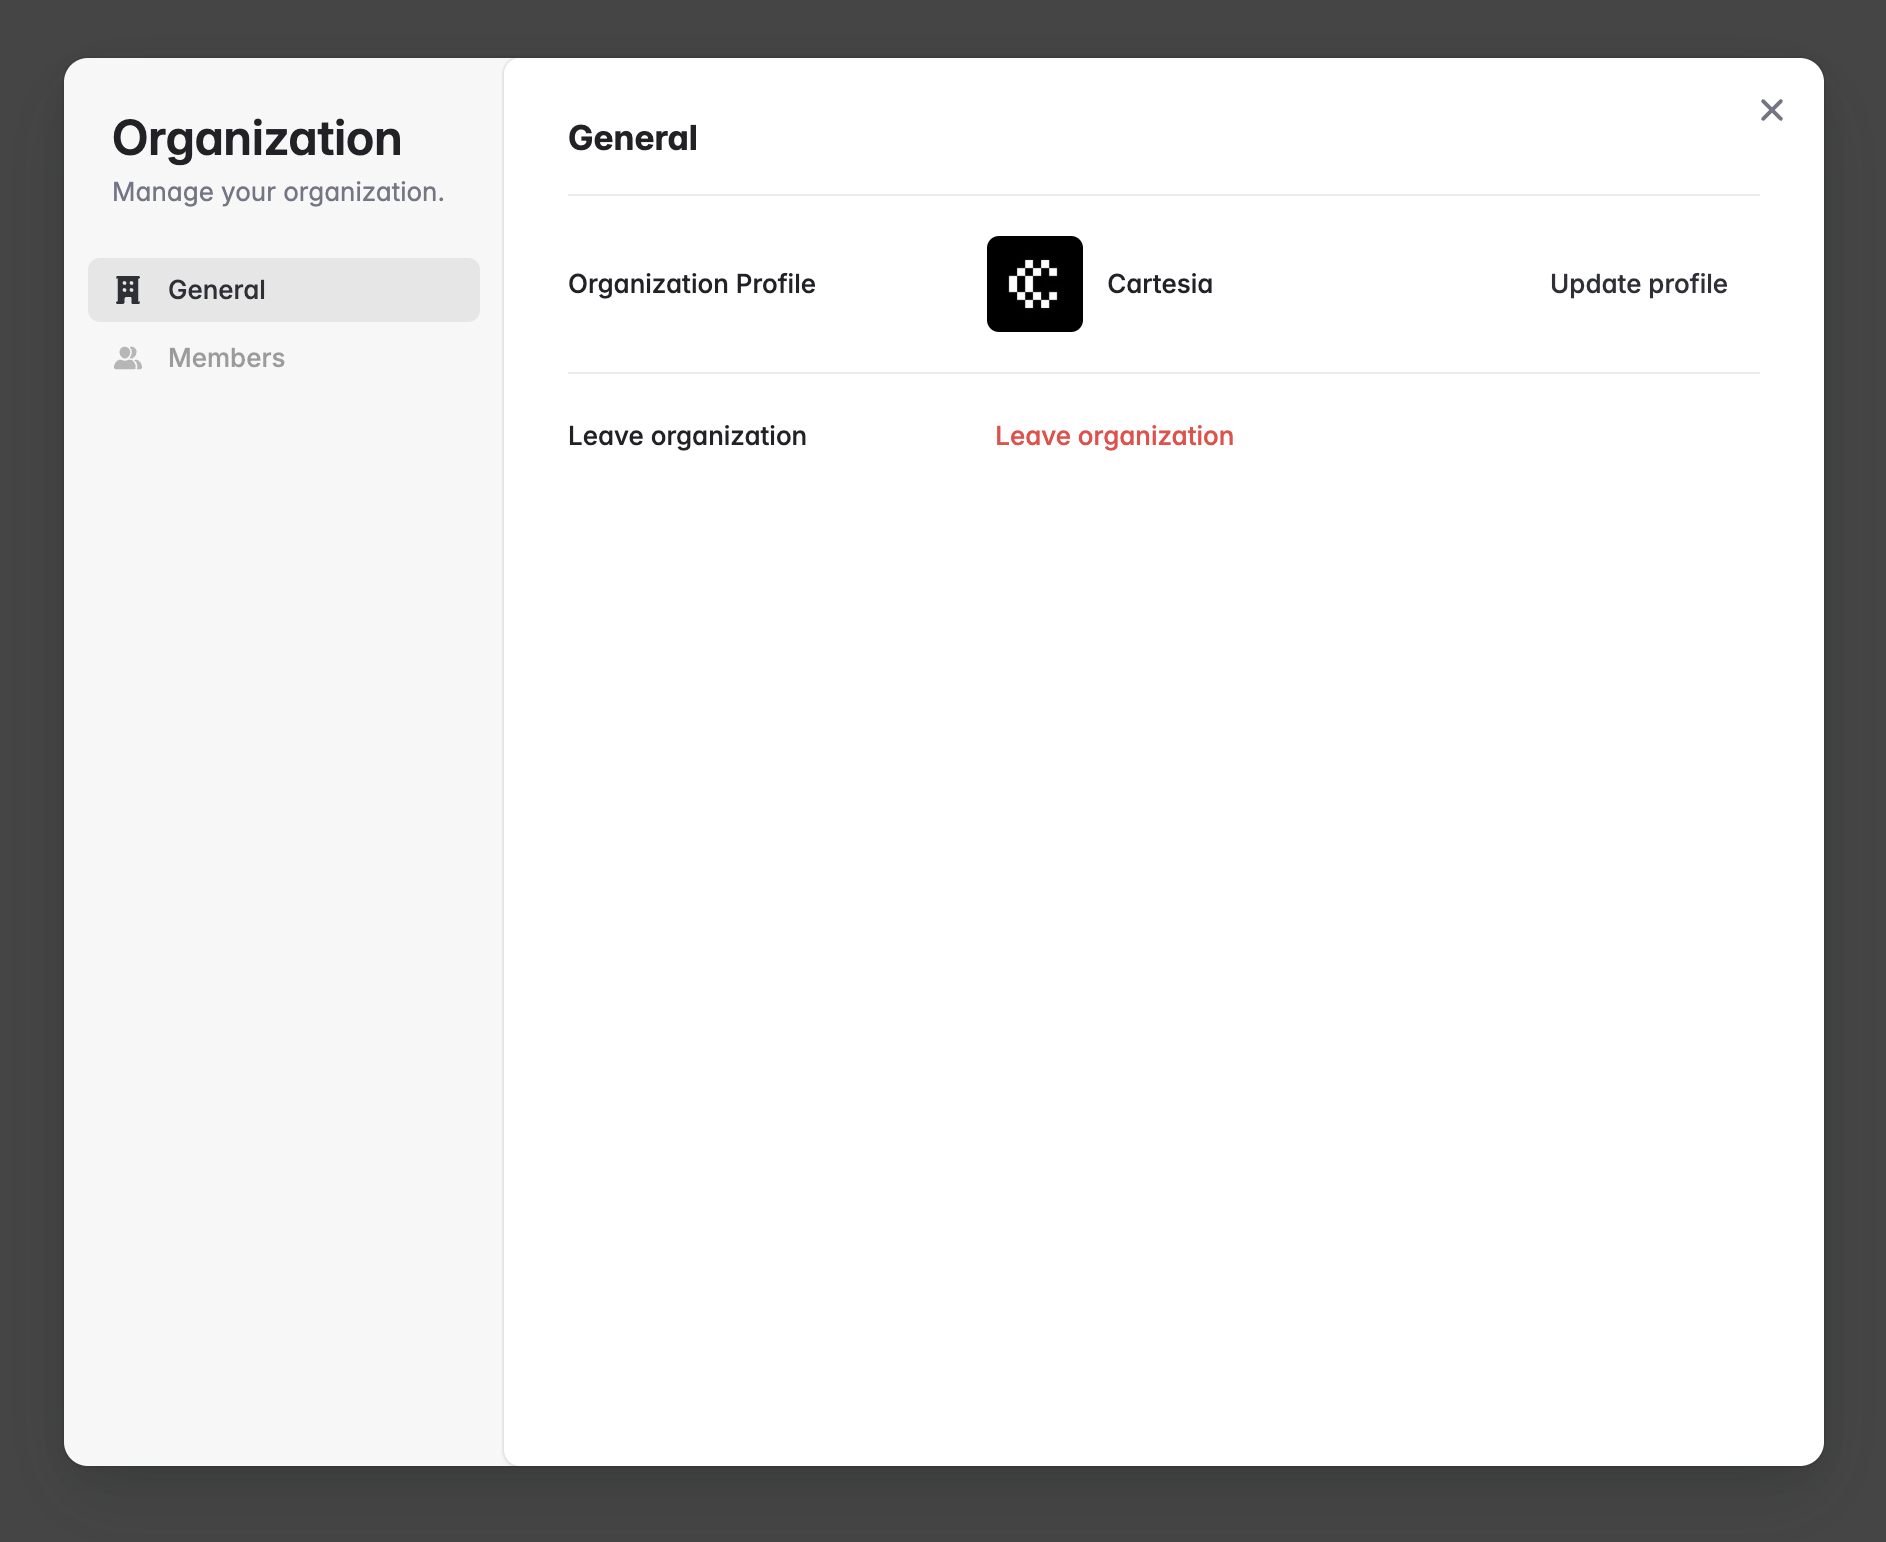 Organization
Manage your organization.
General
Members
General
Organization Profile
Cartesia
Update profile
Leave organization
Leave organization